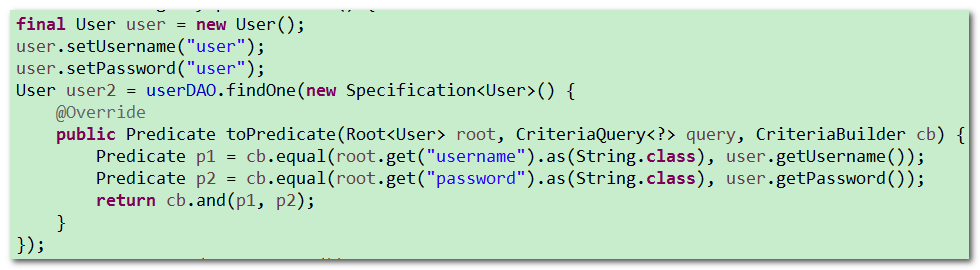 final User user = new User();
user.setUsername("user");
user.setPassword("user");
User user2 = userDAO.findOne(new Specification<User>() {
    @Override
    public Predicate toPredicate(Root<User> root, CriteriaQuery<?> query, CriteriaBuilder cb) {
        Predicate p1 = cb.equal(root.get("username").as(String.class), user.getUsername());
        Predicate p2 = cb.equal(root.get("password").as(String.class), user.getPassword());
        return cb.and(p1, p2);
    }
});